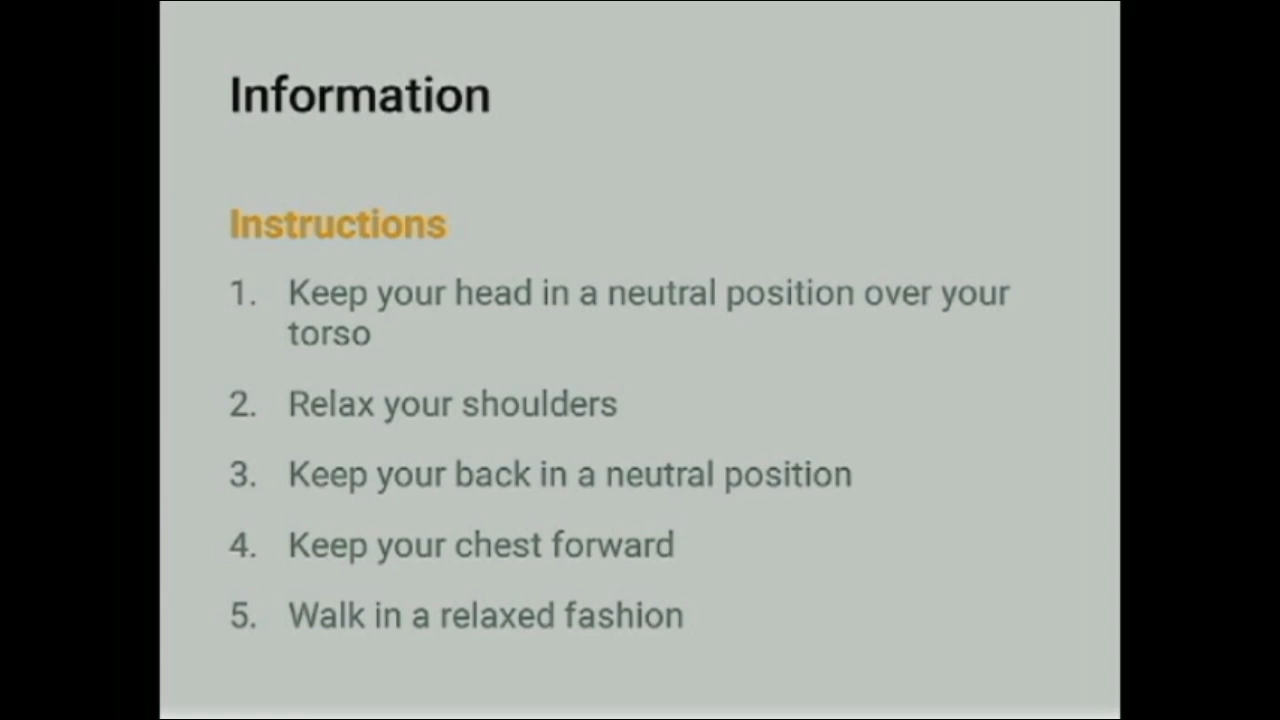 Information
Instructions
1. Keep your head in a neutral position over your
torso
2. Relax your shoulders
3. Keep your back in a neutral position
4. Keep your chest forward
5. Walk in a relaxed fashion